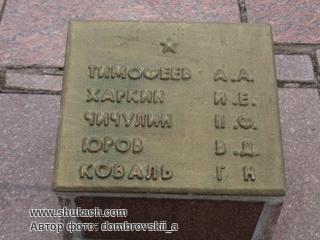 ТИМОФЕЕВ А.А.
ХАРКИН И.Е.
ЧИЧУЛИН П.Ф.
ЮРОВ В.Д.
КОВАЛЬ Г Н
www.shukach.com
Автор фото: dombrovskii_a